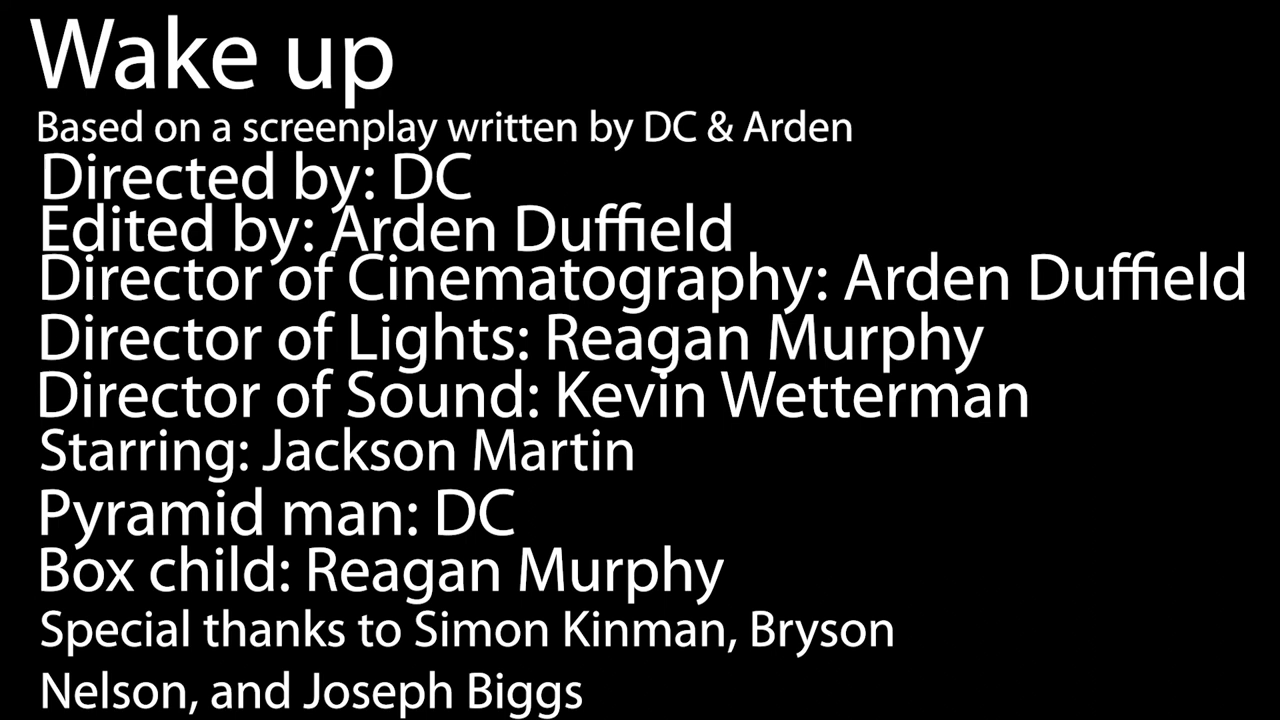 Wake up
Based on a screenplay written by DC & Arden
Directed by: DC
Edited by: Arden Duffield
Director of Cinematography: Arden Duffield
Director of Lights: Reagan Murphy
Director of Sound: Kevin Wetterman
Starring: Jackson Martin
Pyramid man: DC
Box child: Reagan Murphy
Special thanks to Simon Kinman, Bryson
Nelson, and Joseph Biggs